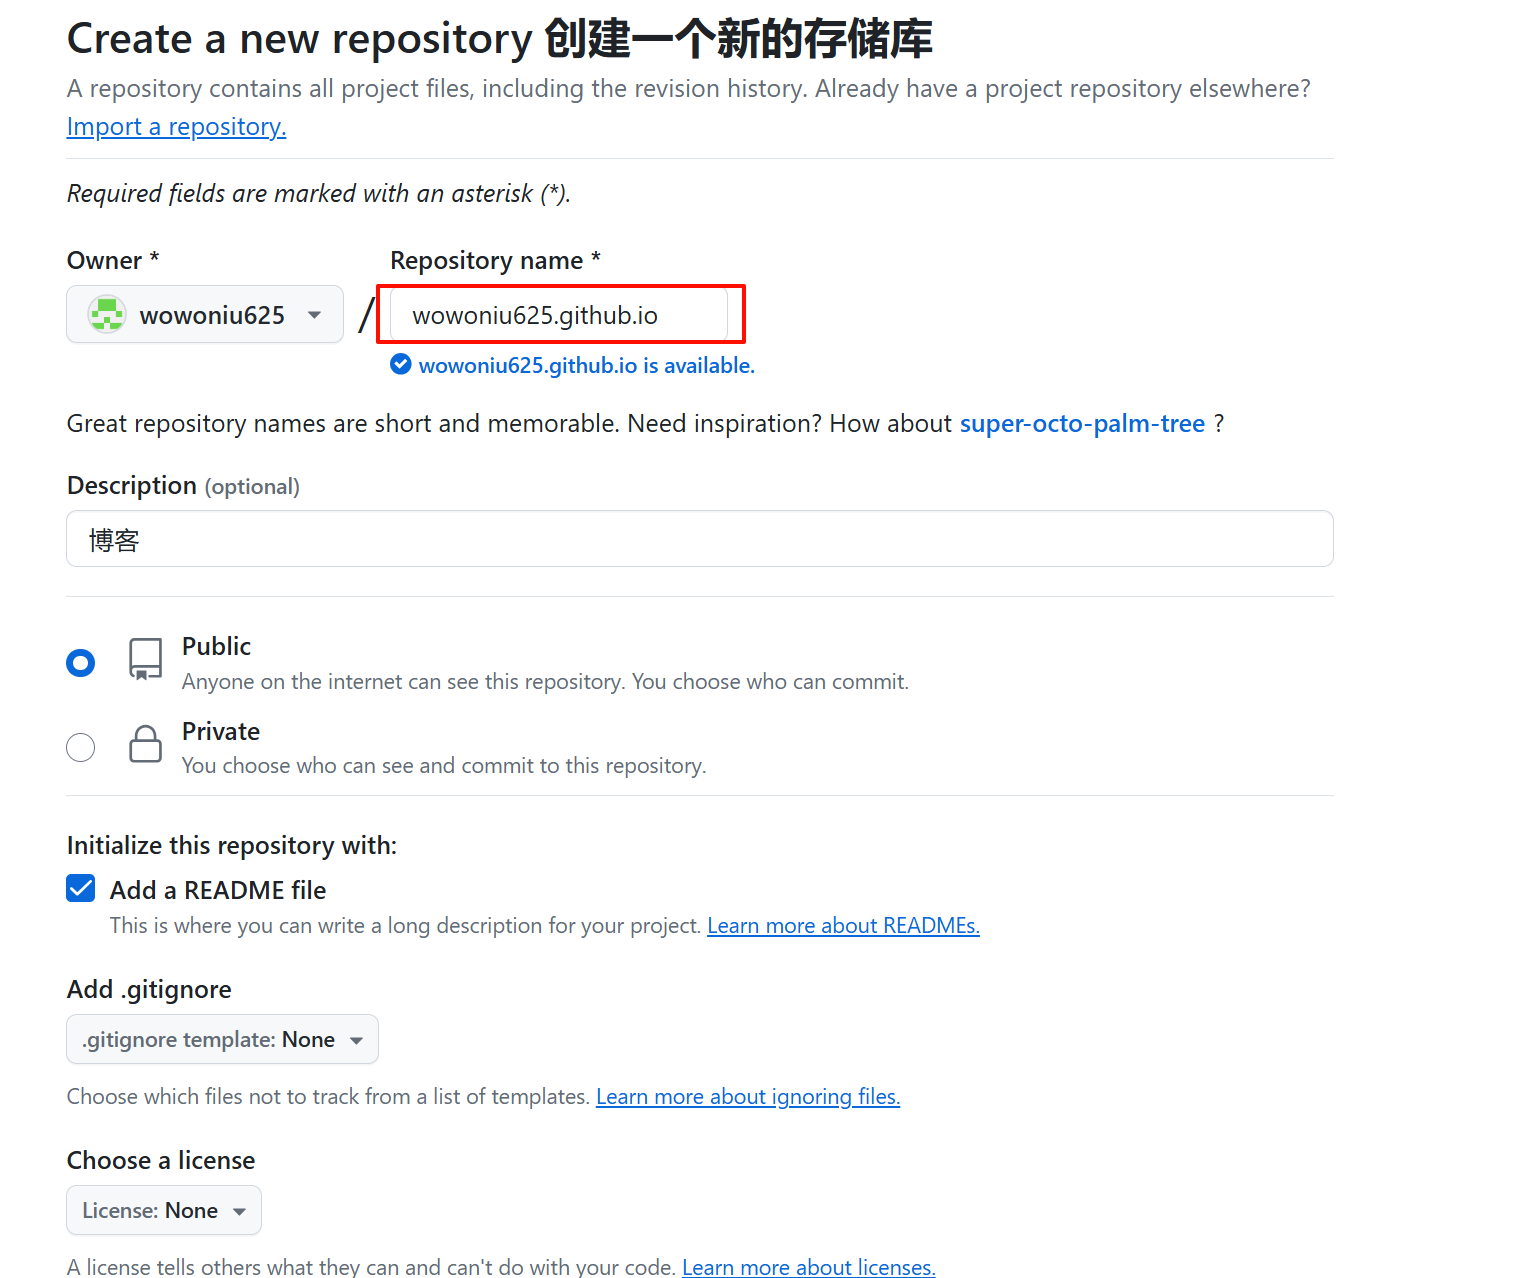 Create a new repository 创建一个新的存储库
A repository contains all project files, including the revision history. Already have a project repository elsewhere?
Import a repository.
Required fields are marked with an asterisk (*).
Owner * Repository name *
wowoniu625 / wowoniu625.github.io
wowoniu625.github.io is available.
Great repository names are short and memorable. Need inspiration? How about super-octo-palm-tree ?
Description (optional)
博客
Public
Anyone on the internet can see this repository. You choose who can commit.
Private
You choose who can see and commit to this repository.
Initialize this repository with:
Add a README file
This is where you can write a long description for your project. Learn more about READMEs.
Add .gitignore
.gitignore template: None
Choose which files not to track from a list of templates. Learn more about ignoring files.
Choose a license
License: None
A license tells others what they can and can't do with your code. Learn more about licenses.